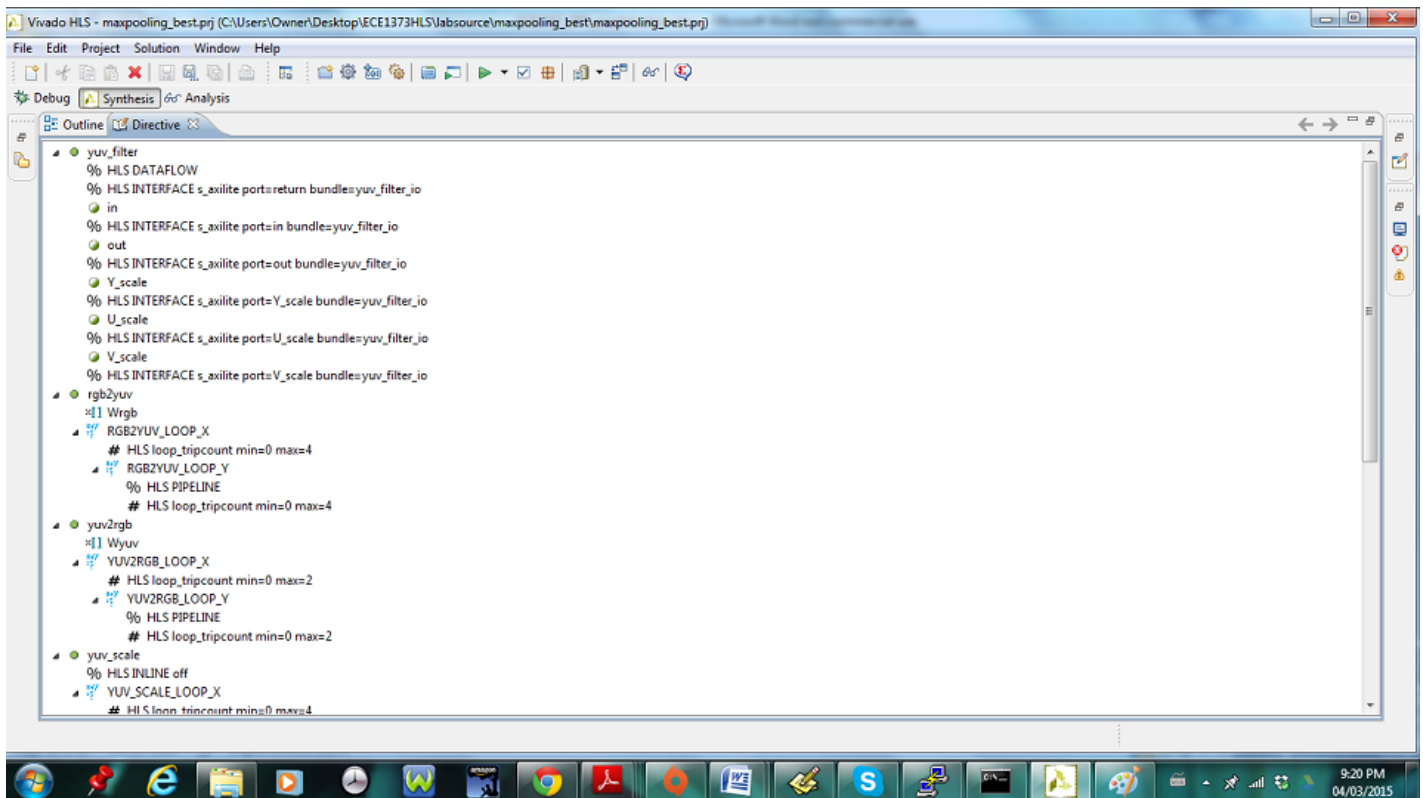 Vivado HLS - maxpooling_best.prj (C:\Users\Owner\Desktop\ECE1373HLS\labsource\maxpooling_best\maxpooling_best.prj)
File Edit Project Solution Window Help
Debug Synthesis Analysis
Outline Directive
yuv_filter
% HLS DATAFLOW
% HLS INTERFACE s_axilite port=return bundle=yuv_filter_io
in
% HLS INTERFACE s_axilite port=in bundle=yuv_filter_io
out
% HLS INTERFACE s_axilite port=out bundle=yuv_filter_io
Y_scale
% HLS INTERFACE s_axilite port=Y_scale bundle=yuv_filter_io
U_scale
% HLS INTERFACE s_axilite port=U_scale bundle=yuv_filter_io
V_scale
% HLS INTERFACE s_axilite port=V_scale bundle=yuv_filter_io
rgb2yuv
×[] Wrgb
RGB2YUV_LOOP_X
# HLS loop_tripcount min=0 max=4
RGB2YUV_LOOP_Y
% HLS PIPELINE
# HLS loop_tripcount min=0 max=4
yuv2rgb
×[] Wyuv
YUV2RGB_LOOP_X
# HLS loop_tripcount min=0 max=2
YUV2RGB_LOOP_Y
% HLS PIPELINE
# HLS loop_tripcount min=0 max=2
yuv_scale
% HLS INLINE off
YUV_SCALE_LOOP_X
# HLS loop_tripcount min=0 max=4
9:20 PM
04/03/2015